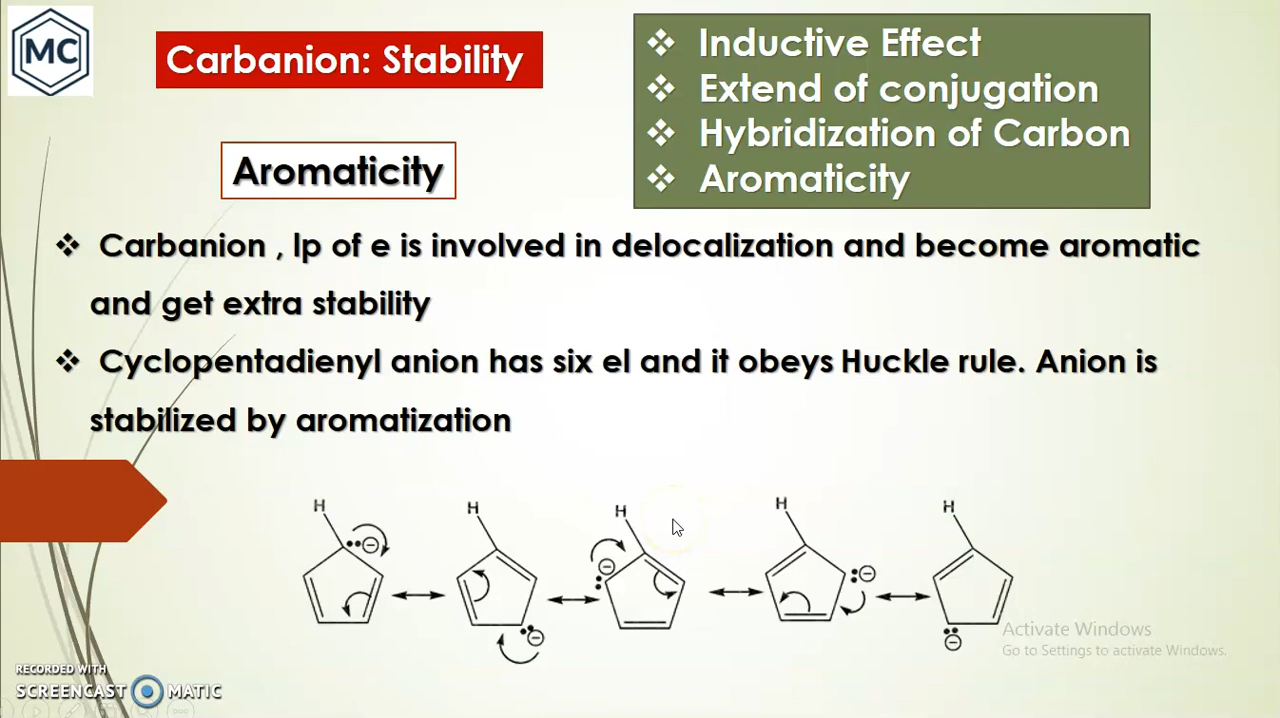 MC
Carbanion: Stability
❖ Inductive Effect
❖ Extend of conjugation
❖ Hybridization of Carbon
❖ Aromaticity
Aromaticity
❖ Carbanion , lp of e is involved in delocalization and become aromatic
and get extra stability
❖ Cyclopentadienyl anion has six el and it obeys Huckle rule. Anion is
stabilized by aromatization
H H H H H
Activate Windows
Go to Settings to activate Windows.
RECORDED WITH
SCREENCAST MATIC